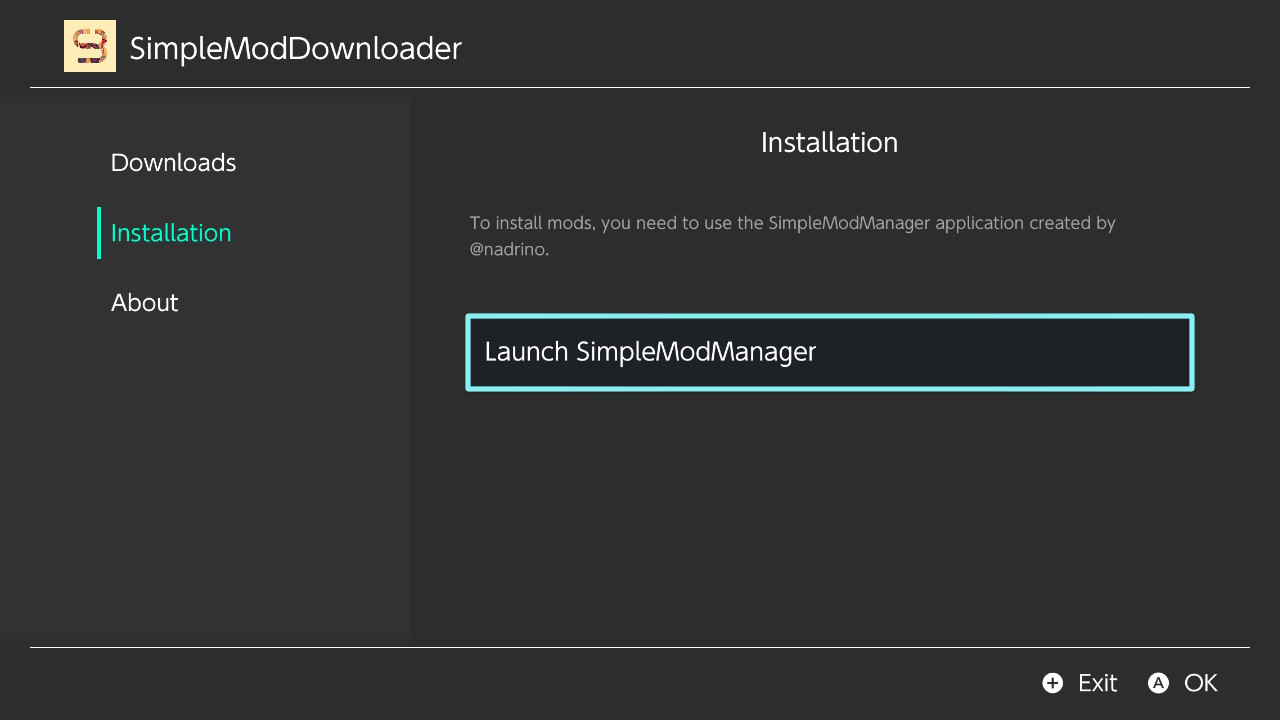 SimpleModDownloader
Downloads
Installation
About
Installation
To install mods, you need to use the SimpleModManager application created by
@nadrino.
Launch SimpleModManager
+ Exit A OK